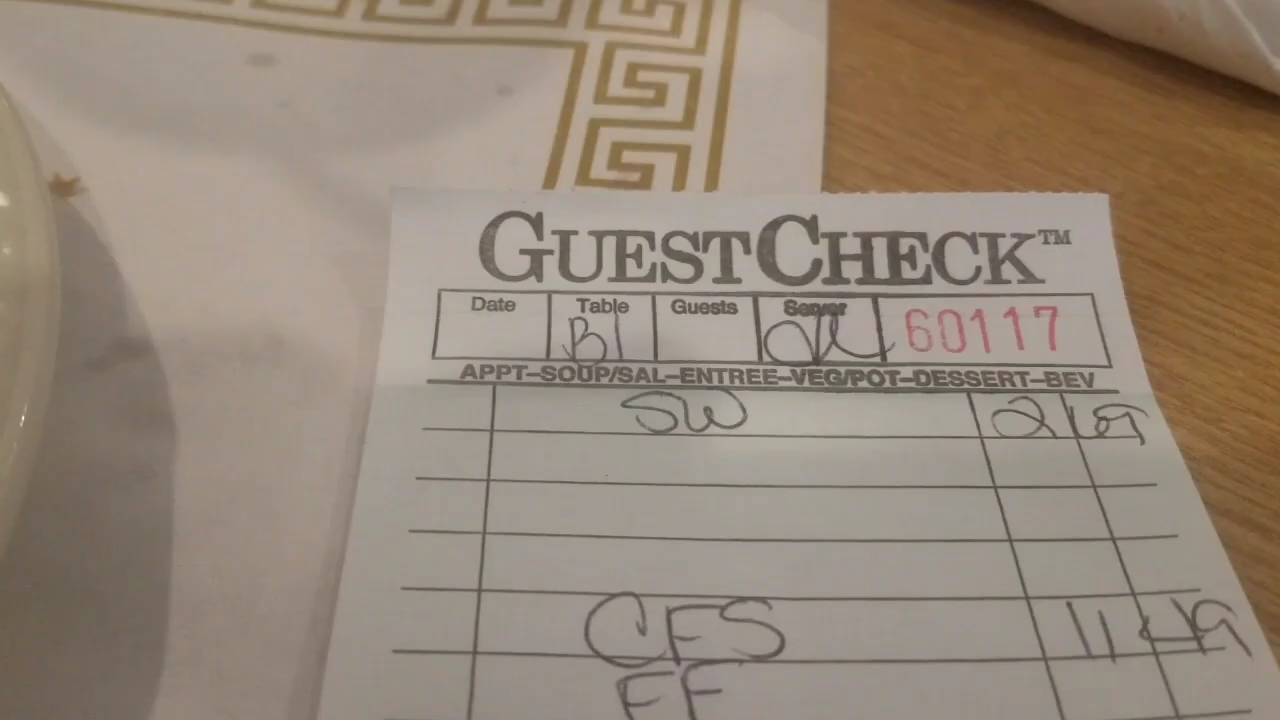 GUESTCHECK™
Date Table Guests Server
B1 60117
APPT–SOUP/SAL–ENTREE–VEG/POT–DESSERT–BEV
SW 2 69
CFS 11 49
FF